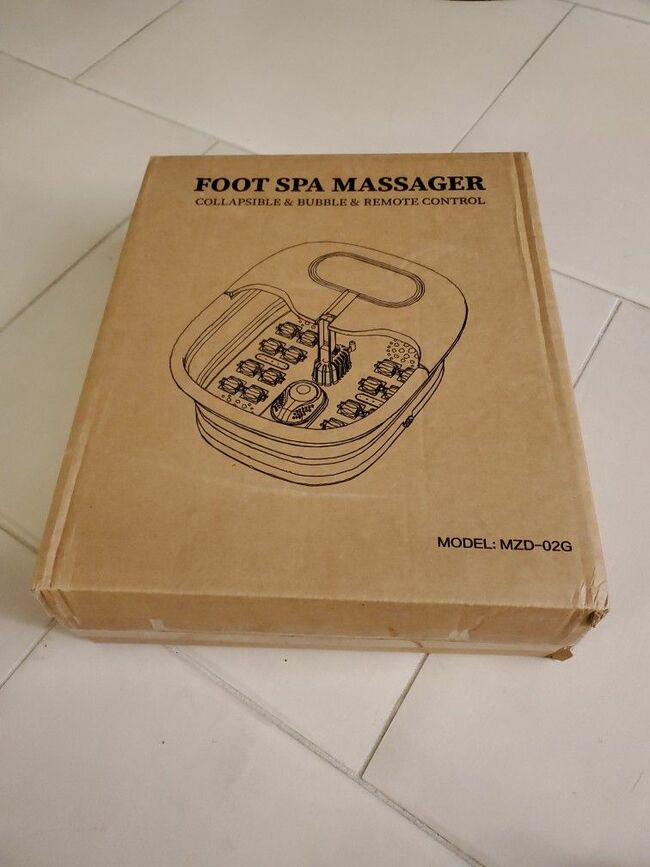 FOOT SPA MASSAGER
COLLAPSIBLE & BUBBLE & REMOTE CONTROL
MODEL: MZD-02G